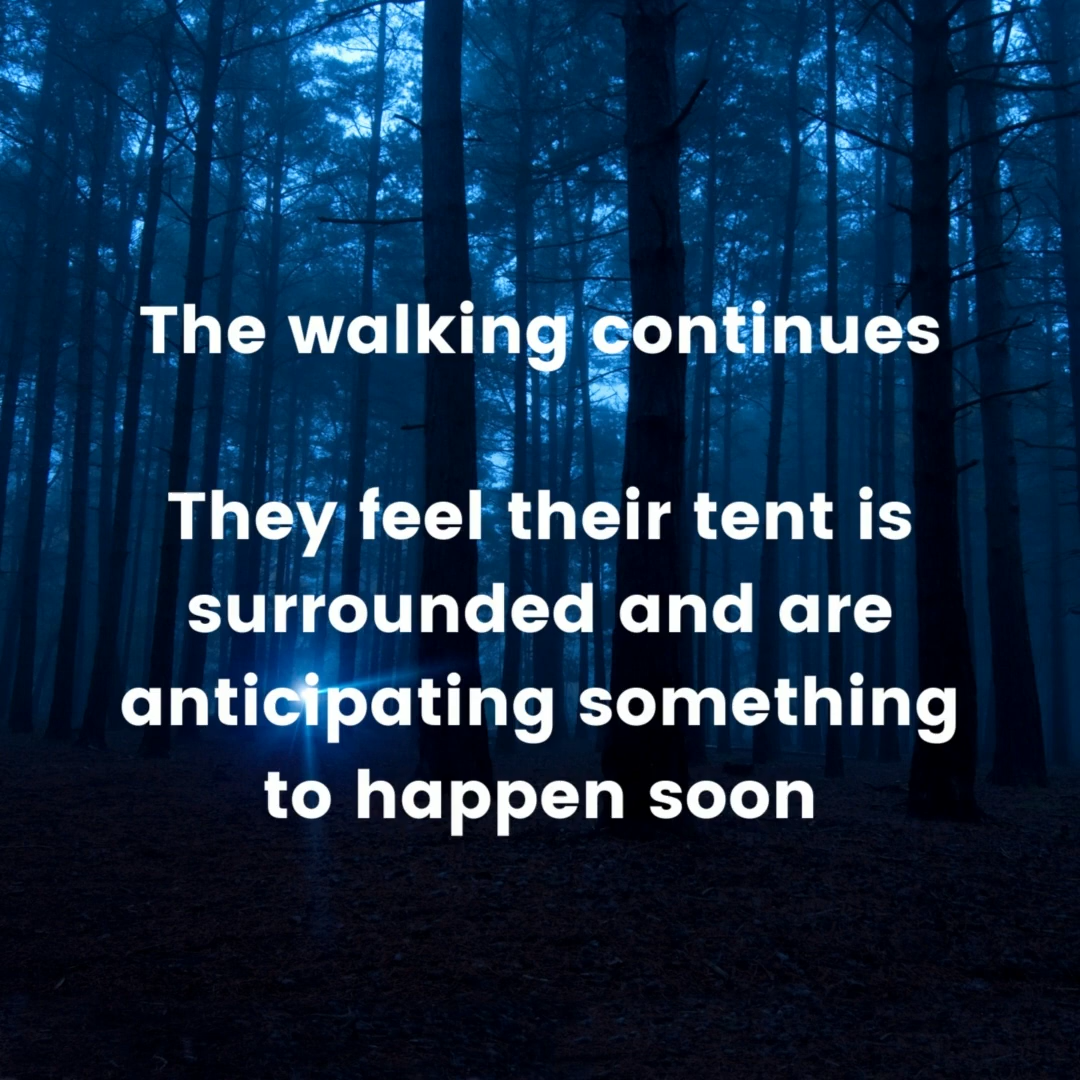 The walking continues
They feel their tent is
surrounded and are
anticipating something
to happen soon